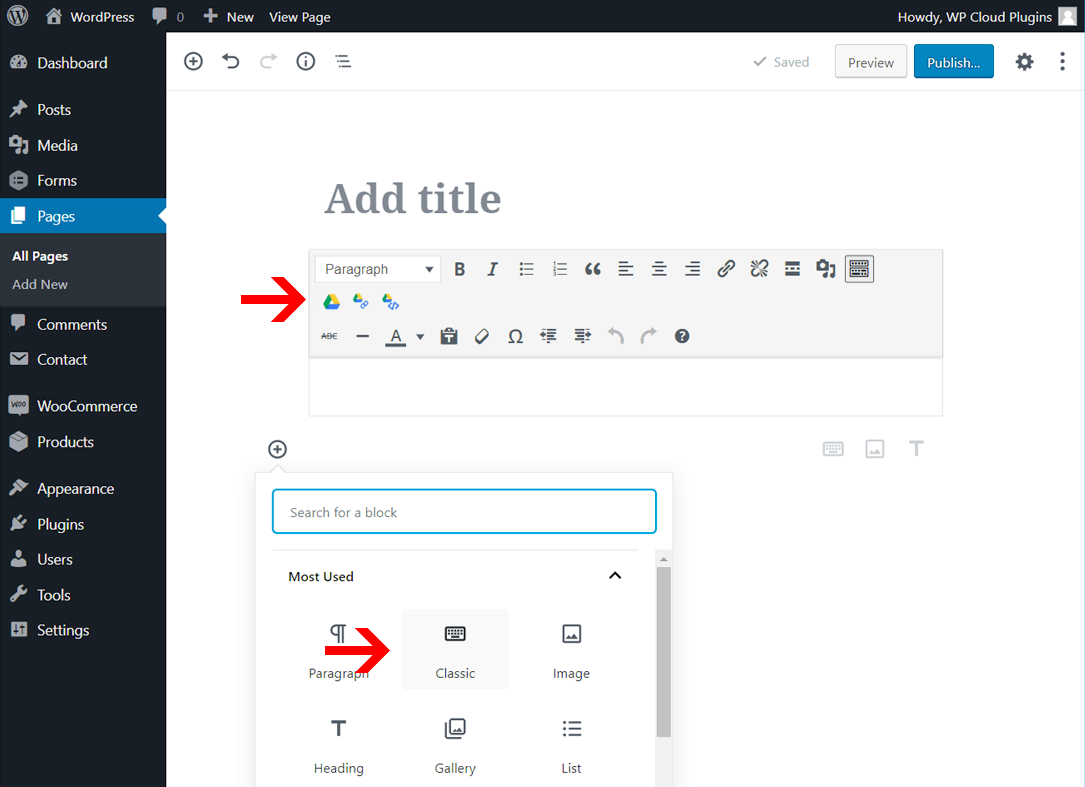 WordPress 0 New View Page Howdy, WP Cloud Plugins
Dashboard
Posts
Media
Forms
Pages
All Pages
Add New
Comments
Contact
WOO WooCommerce
Products
Appearance
Plugins
Users
Tools
Settings
Saved Preview Publish...
Add title
Paragraph B I
ABC A
Search for a block
Most Used
Paragraph Classic Image
Heading Gallery List